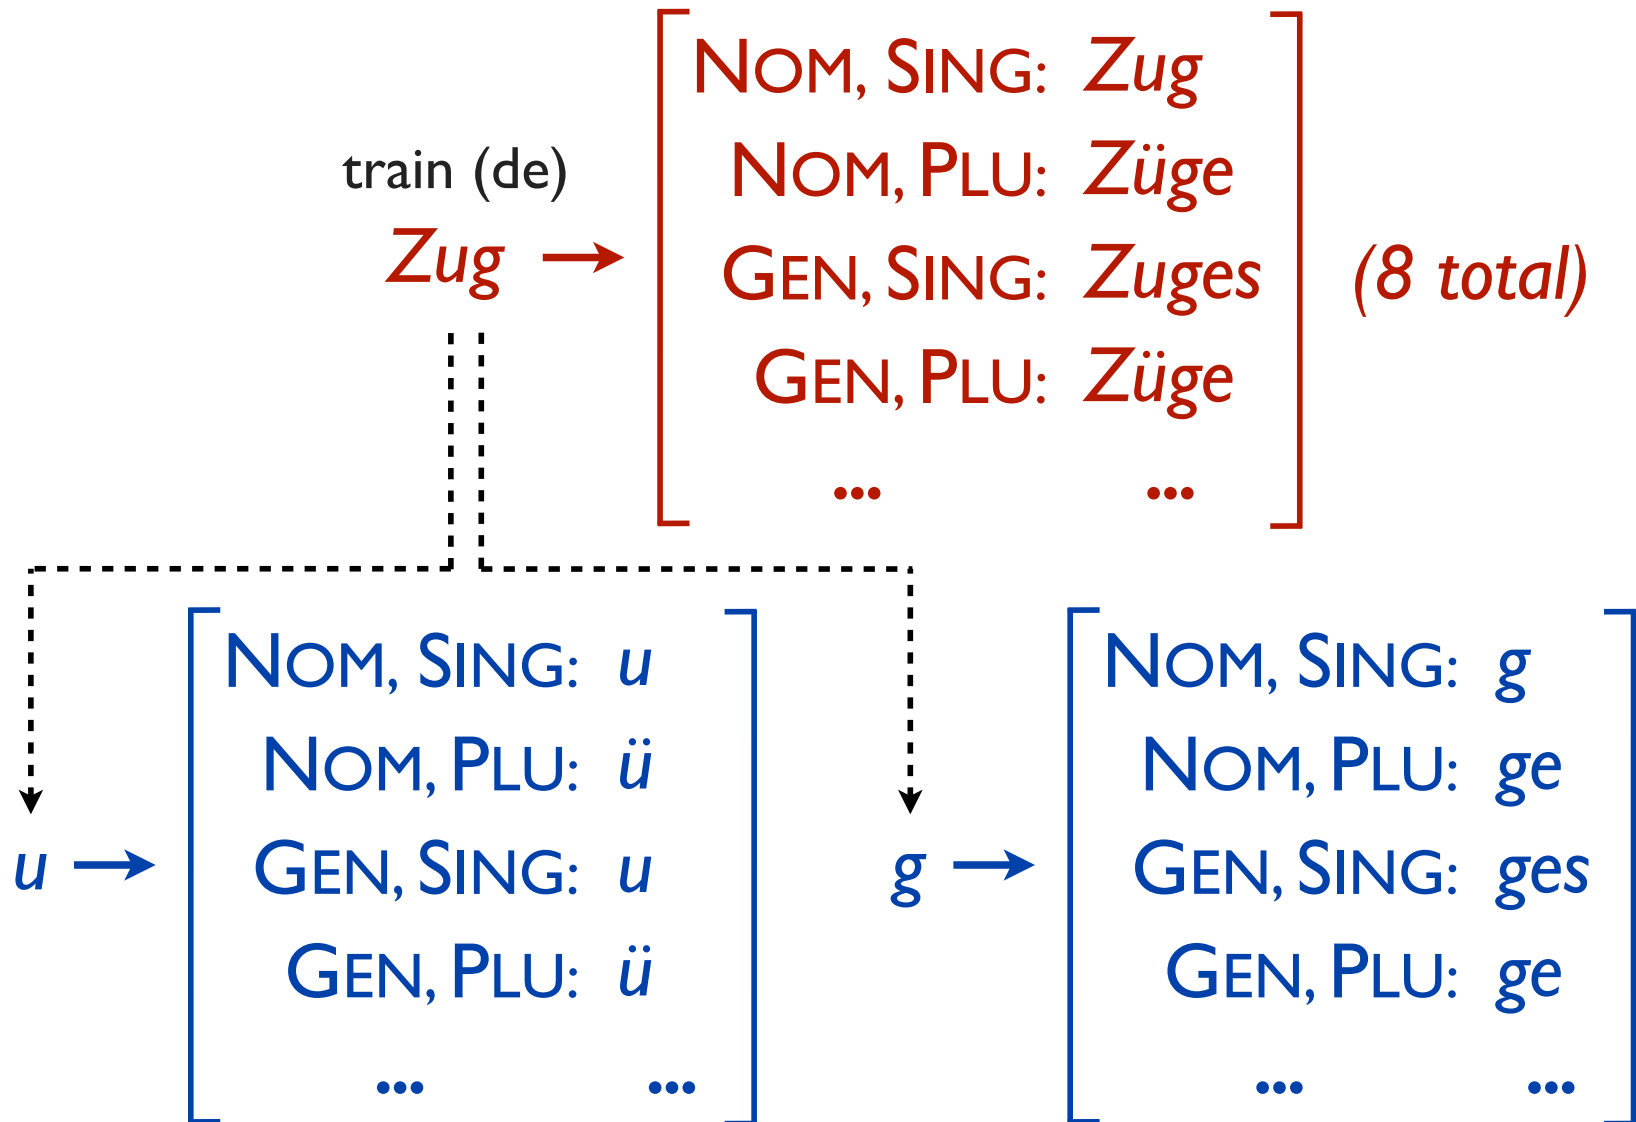 train (de)
Zug →
NOM, SING: Zug
NOM, PLU: Züge
GEN, SING: Zuges
GEN, PLU: Züge
... ...
(8 total)
u →
NOM, SING: u
NOM, PLU: ü
GEN, SING: u
GEN, PLU: ü
... ...
g →
NOM, SING: g
NOM, PLU: ge
GEN, SING: ges
GEN, PLU: ge
... ...